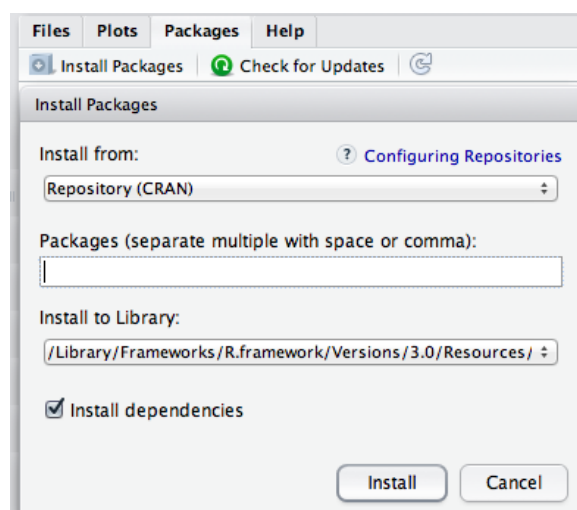 Files Plots Packages Help
Install Packages Check for Updates
Install Packages
Install from: ? Configuring Repositories
Repository (CRAN)
Packages (separate multiple with space or comma):
Install to Library:
/Library/Frameworks/R.framework/Versions/3.0/Resources/
Install dependencies
Install Cancel